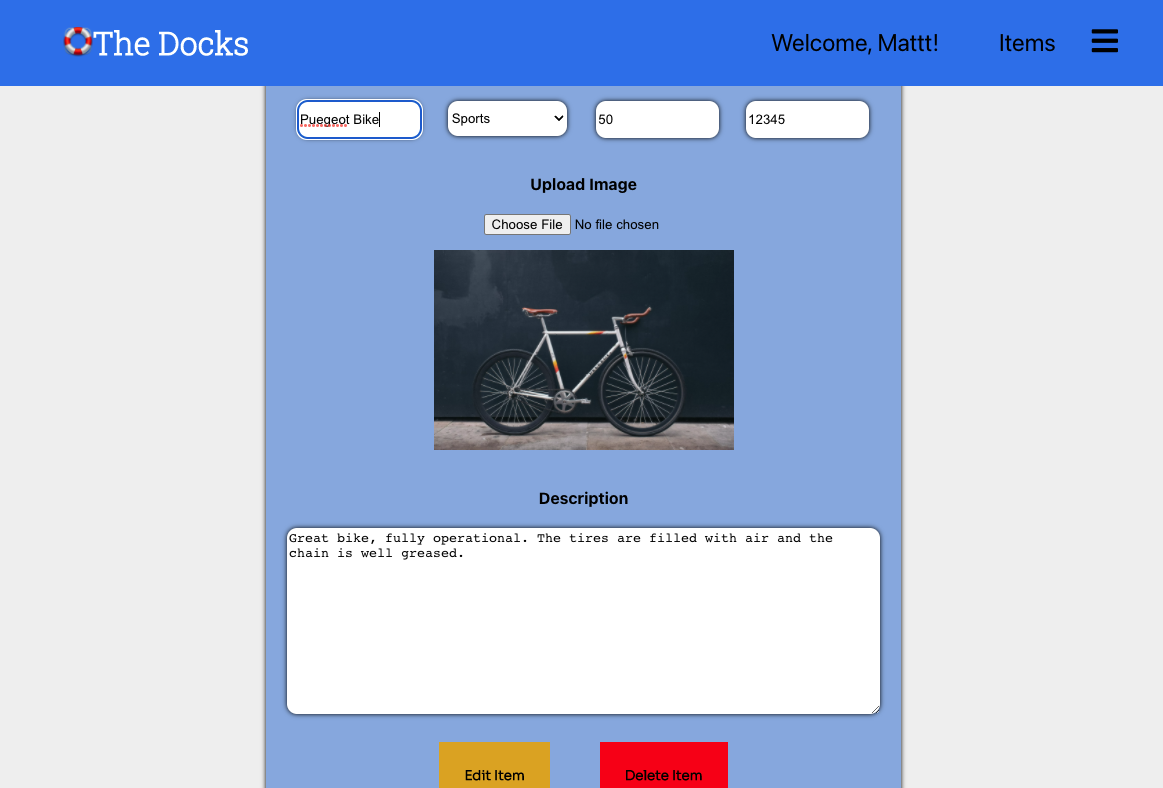 The Docks
Welcome, Mattt!
Items
Puegeot Bike
Sports
50
12345
Upload Image
Choose File No file chosen
Description
Great bike, fully operational. The tires are filled with air and the
chain is well greased.
Edit Item
Delete Item